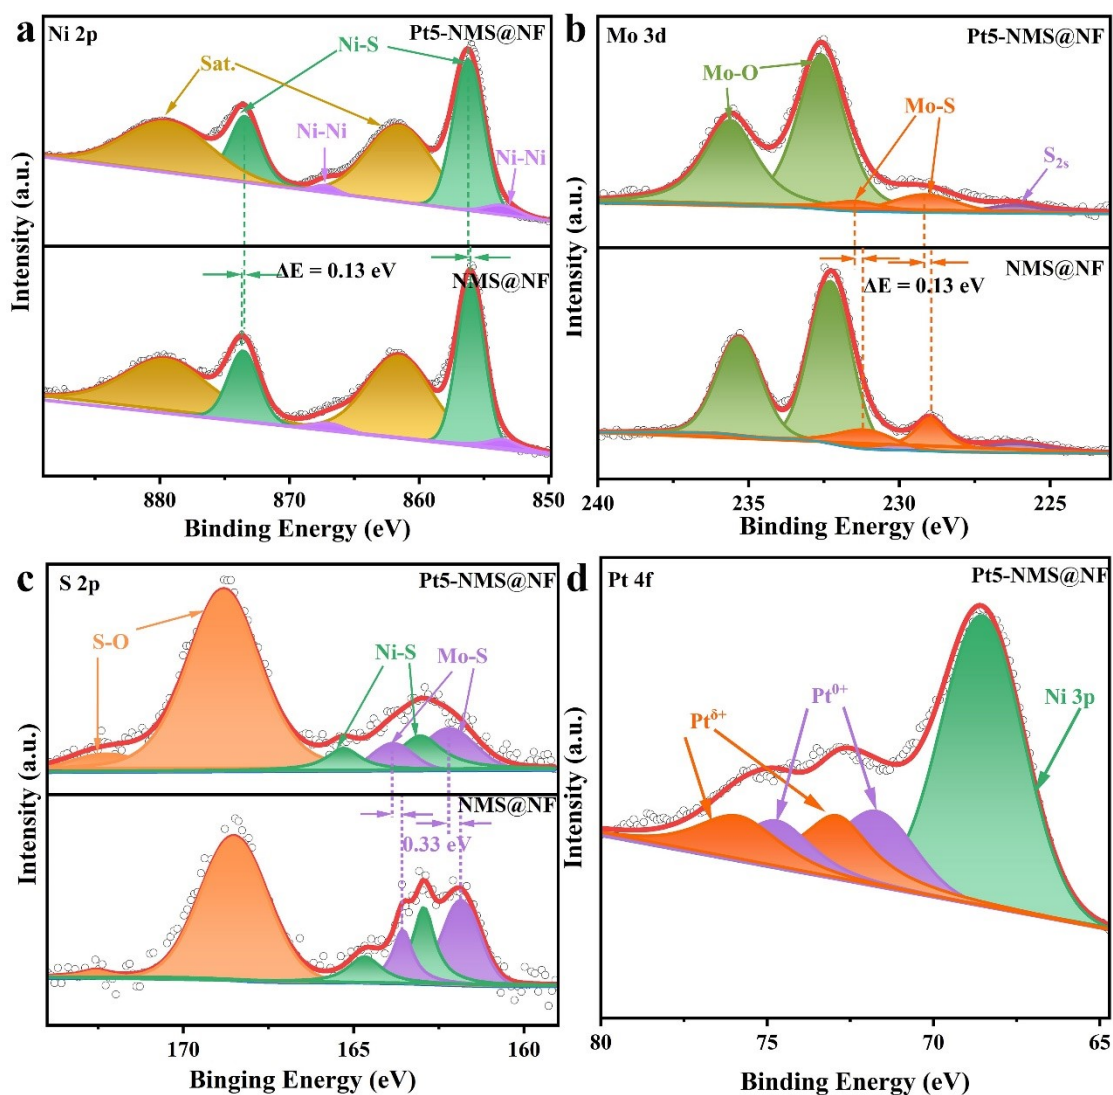 a
Ni 2p
Pt5-NMS@NF
Ni-S
Sat.
Ni-Ni
Ni-Ni
ΔE = 0.13 eV
NMS@NF
Intensity (a.u.)
880
870
860
850
Binding Energy (eV)
b
Mo 3d
Pt5-NMS@NF
Mo-O
Mo-S
S2s
NMS@NF
ΔE = 0.13 eV
Intensity (a.u.)
240
235
230
225
Binding Energy (eV)
c
S 2p
Pt5-NMS@NF
S-O
Ni-S
Mo-S
NMS@NF
0.33 eV
Intensity (a.u.)
170
165
160
Binging Energy (eV)
d
Pt 4f
Pt5-NMS@NF
Ptδ+
Pt0+
Ni 3p
Intensity (a.u.)
80
75
70
65
Binding Energy (eV)